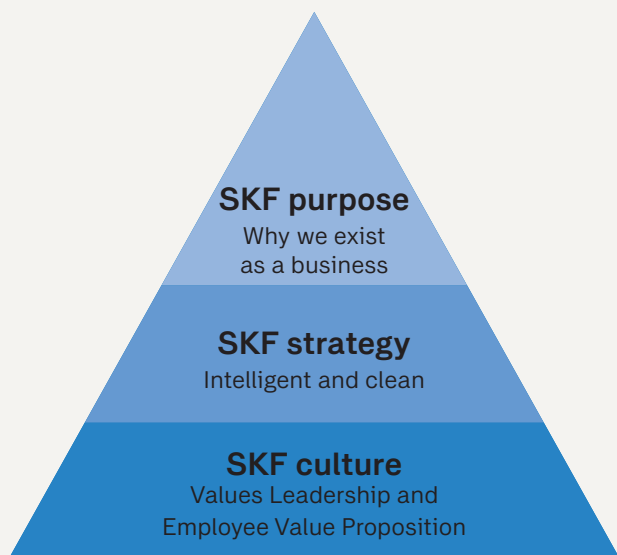 SKF purpose
Why we exist
as a business
SKF strategy
Intelligent and clean
SKF culture
Values Leadership and
Employee Value Proposition